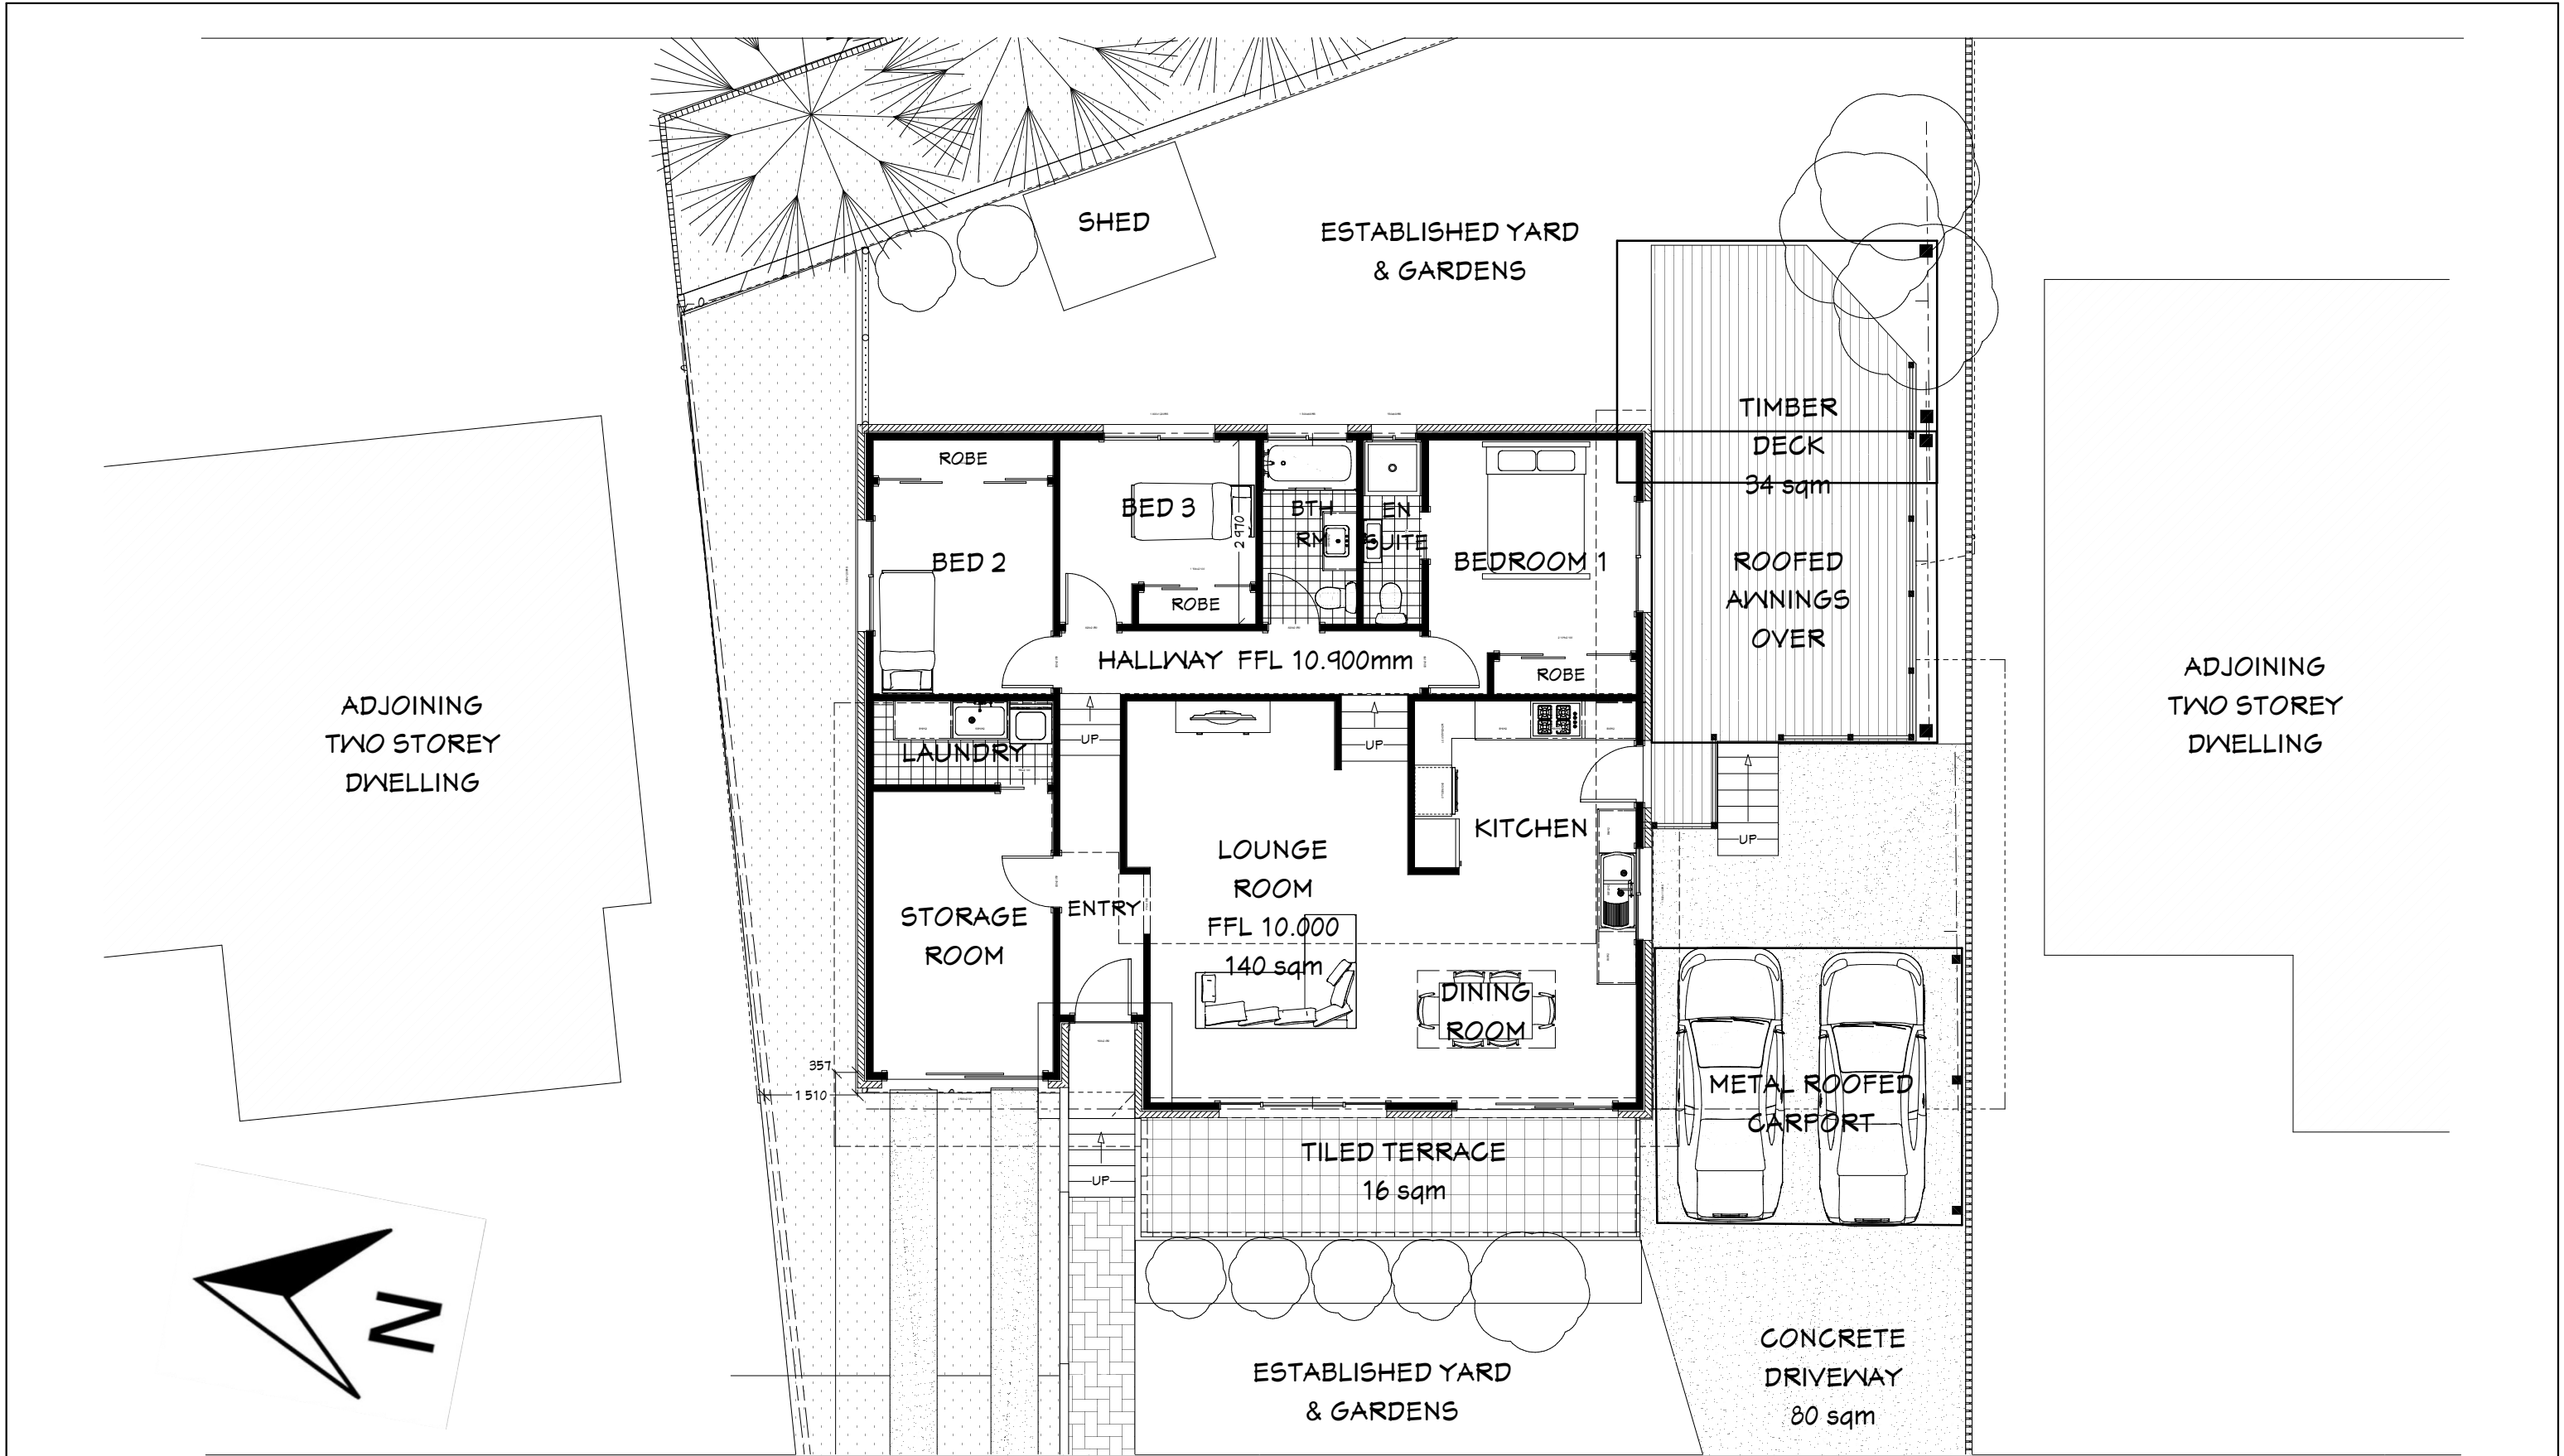 SHED
ESTABLISHED YARD
& GARDENS
TIMBER
DECK
34 sqm
ROOFED
AWNINGS
OVER
ROBE
BED 2
BED 3
2 970
ROBE
BTH
RM
EN
SUITE
BEDROOM 1
ROBE
HALLWAY FFL 10.900mm
ADJOINING
TWO STOREY
DWELLING
ADJOINING
TWO STOREY
DWELLING
LAUNDRY
UP
UP
KITCHEN
UP
LOUNGE
ROOM
FFL 10.000
140 sqm
STORAGE
ROOM
ENTRY
DINING
ROOM
357
1 510
METAL ROOFED
CARPORT
TILED TERRACE
16 sqm
UP
N
ESTABLISHED YARD
& GARDENS
CONCRETE
DRIVEWAY
80 sqm